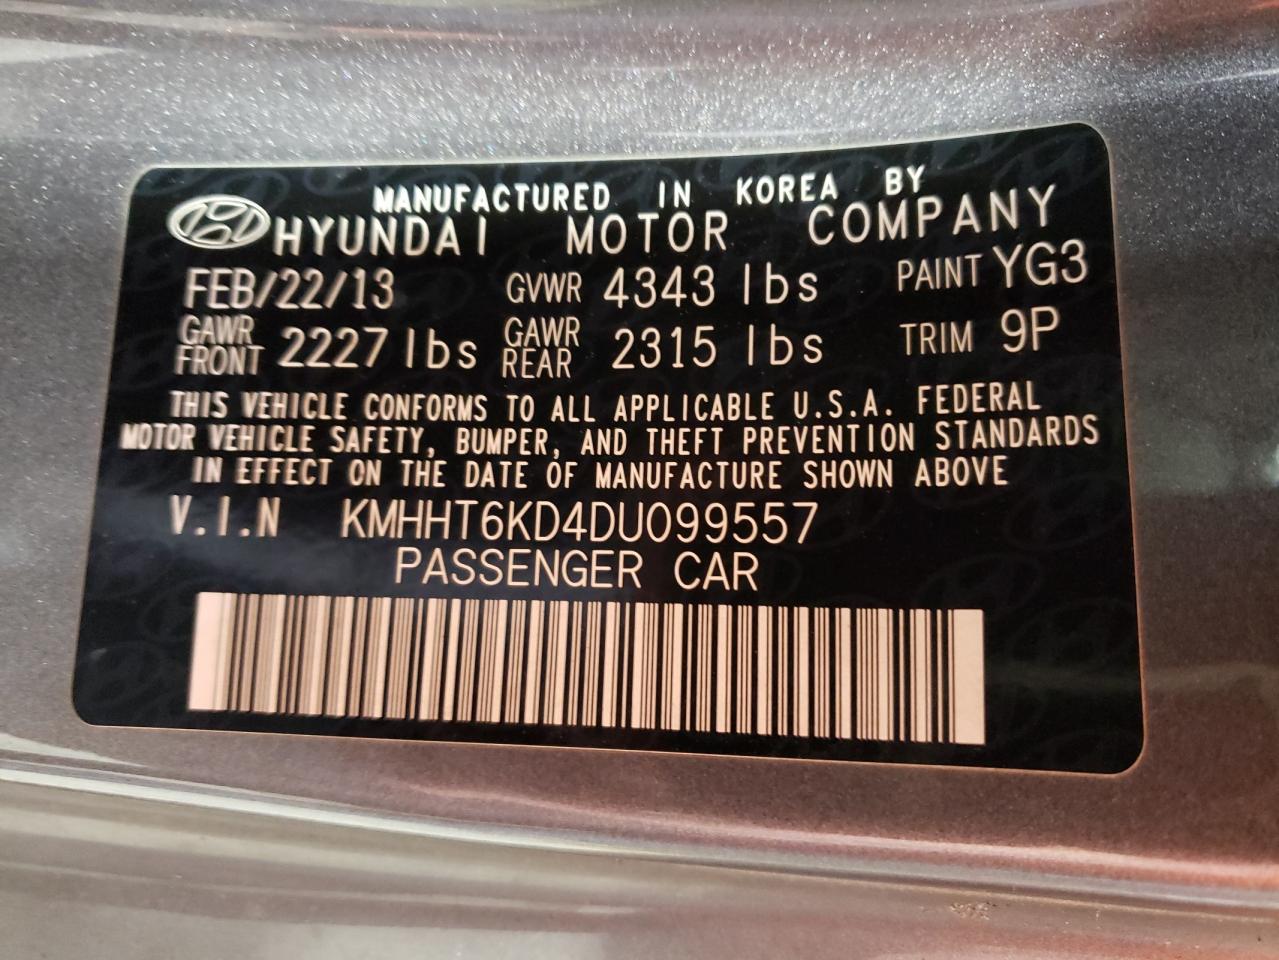 MANUFACTURED IN KOREA BY
HYUNDAI MOTOR COMPANY
FEB/22/13 GVWR 4343 lbs PAINT YG3
GAWR FRONT 2227 lbs GAWR REAR 2315 lbs TRIM 9P
THIS VEHICLE CONFORMS TO ALL APPLICABLE U.S.A. FEDERAL
MOTOR VEHICLE SAFETY, BUMPER, AND THEFT PREVENTION STANDARDS
IN EFFECT ON THE DATE OF MANUFACTURE SHOWN ABOVE
V.I.N KMHHT6KD4DU099557
PASSENGER CAR